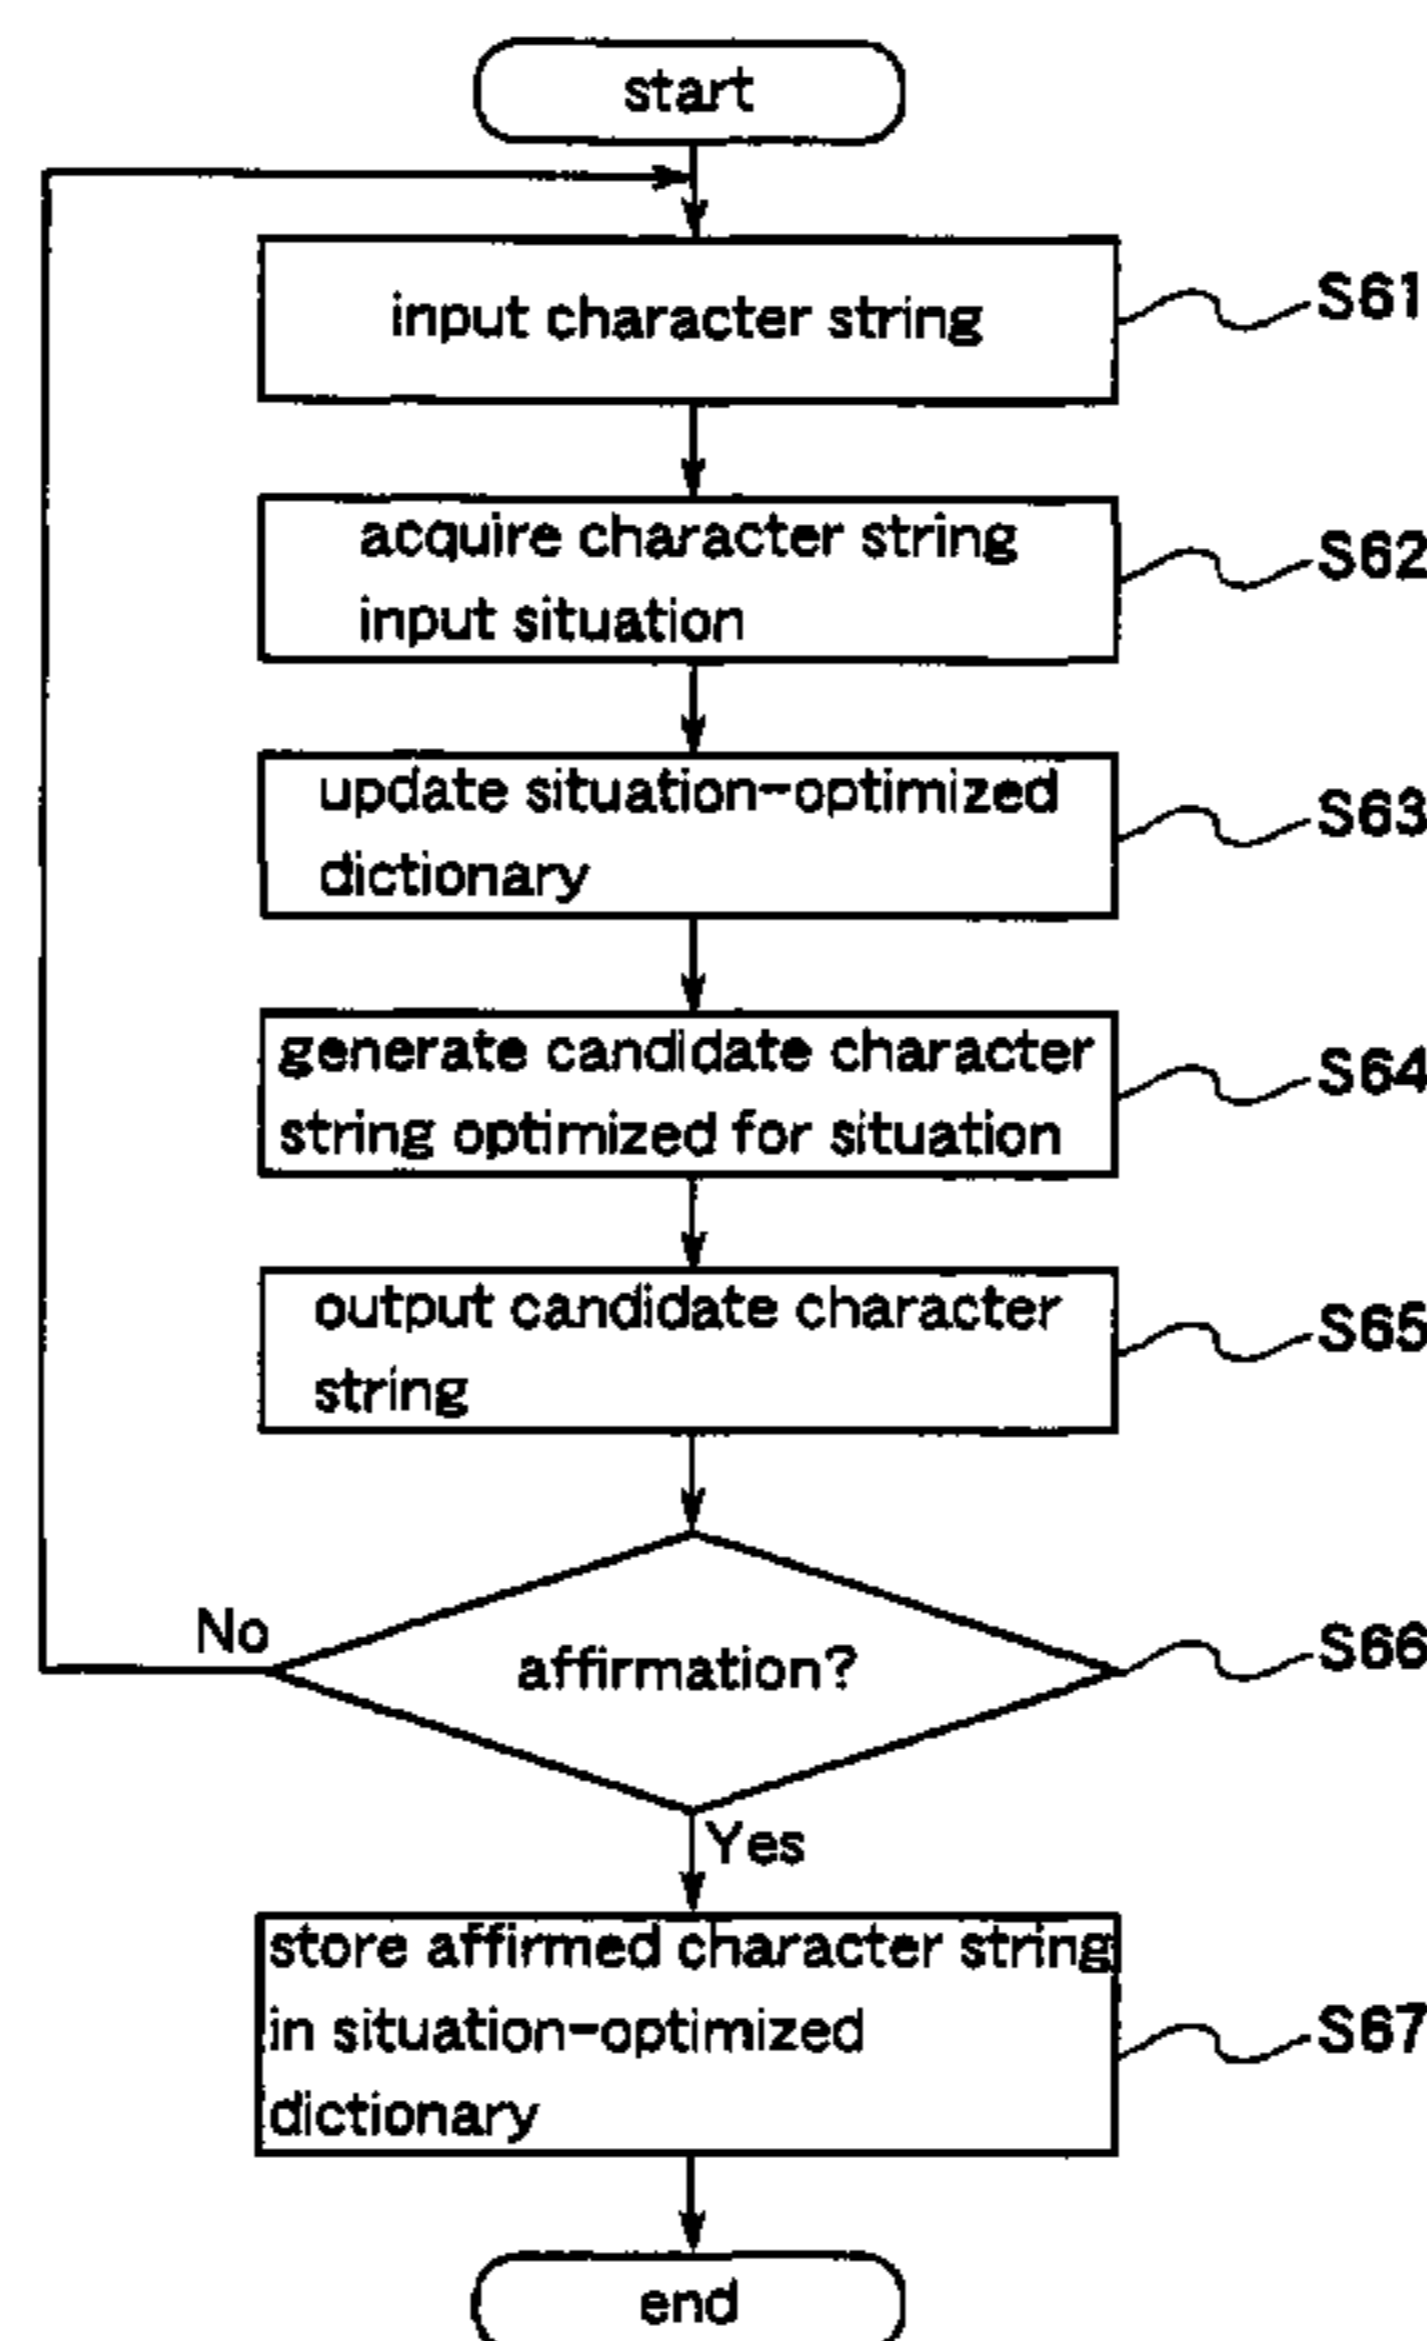 start
input character string
S61
acquire character string
input situation
S62
update situation-optimized
dictionary
S63
generate candidate character
string optimized for situation
S64
output candidate character
string
S65
No
affirmation?
S66
Yes
store affirmed character string
in situation-optimized
dictionary
S67
end